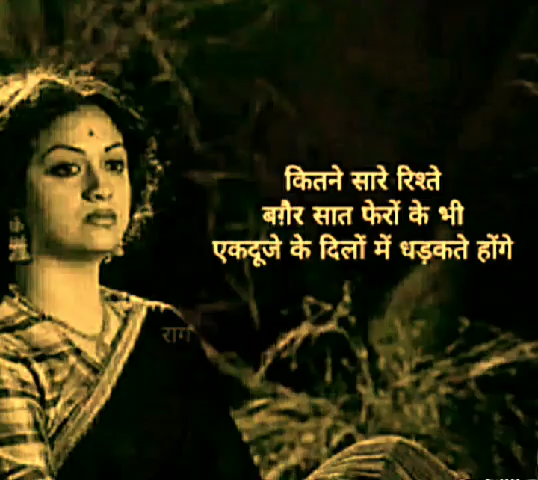 कितने सारे रिश्ते
बग़ैर सात फेरों के भी
एकदूजे के दिलों में धड़कते होंगे
राग